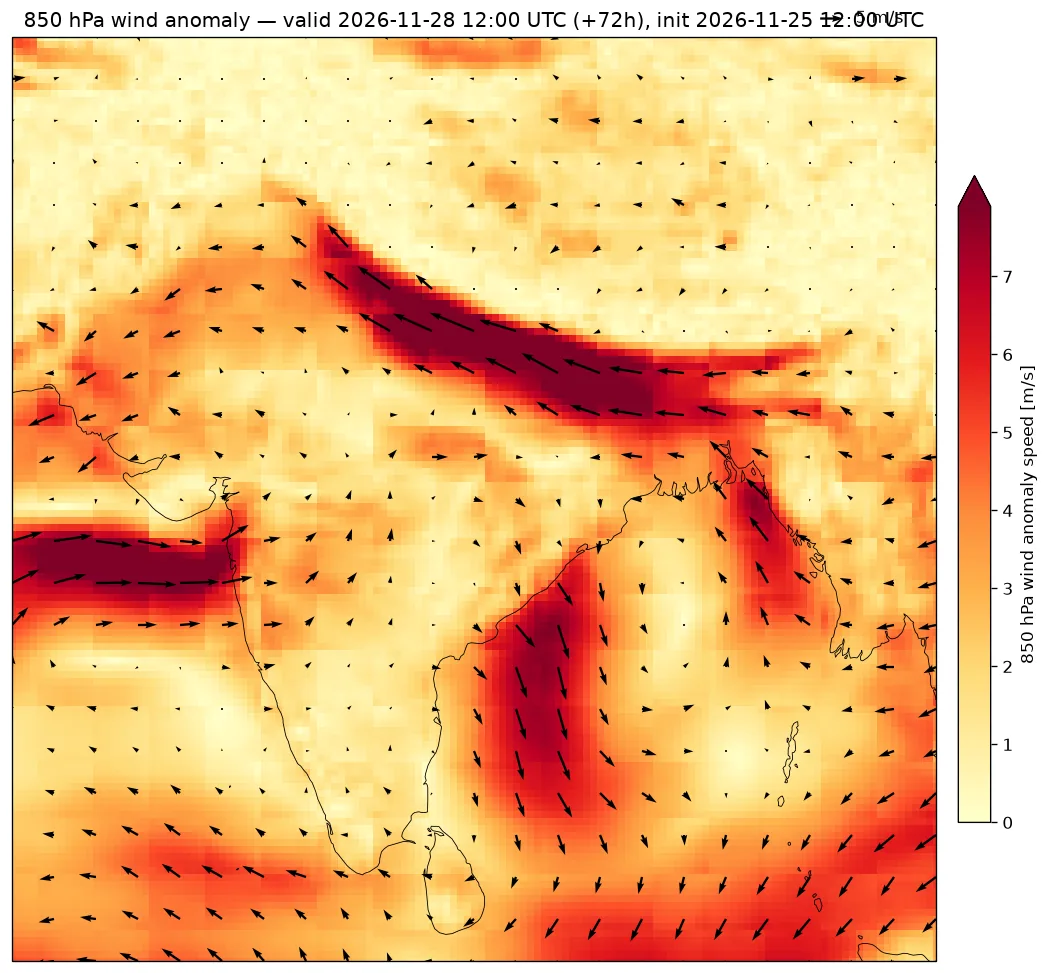 850 hPa wind anomaly — valid 2026-11-28 12:00 UTC (+72h), init 2026-11-25 12:00 UTC
5 m/s
7
6
5
4
3
2
1
0
850 hPa wind anomaly speed [m/s]